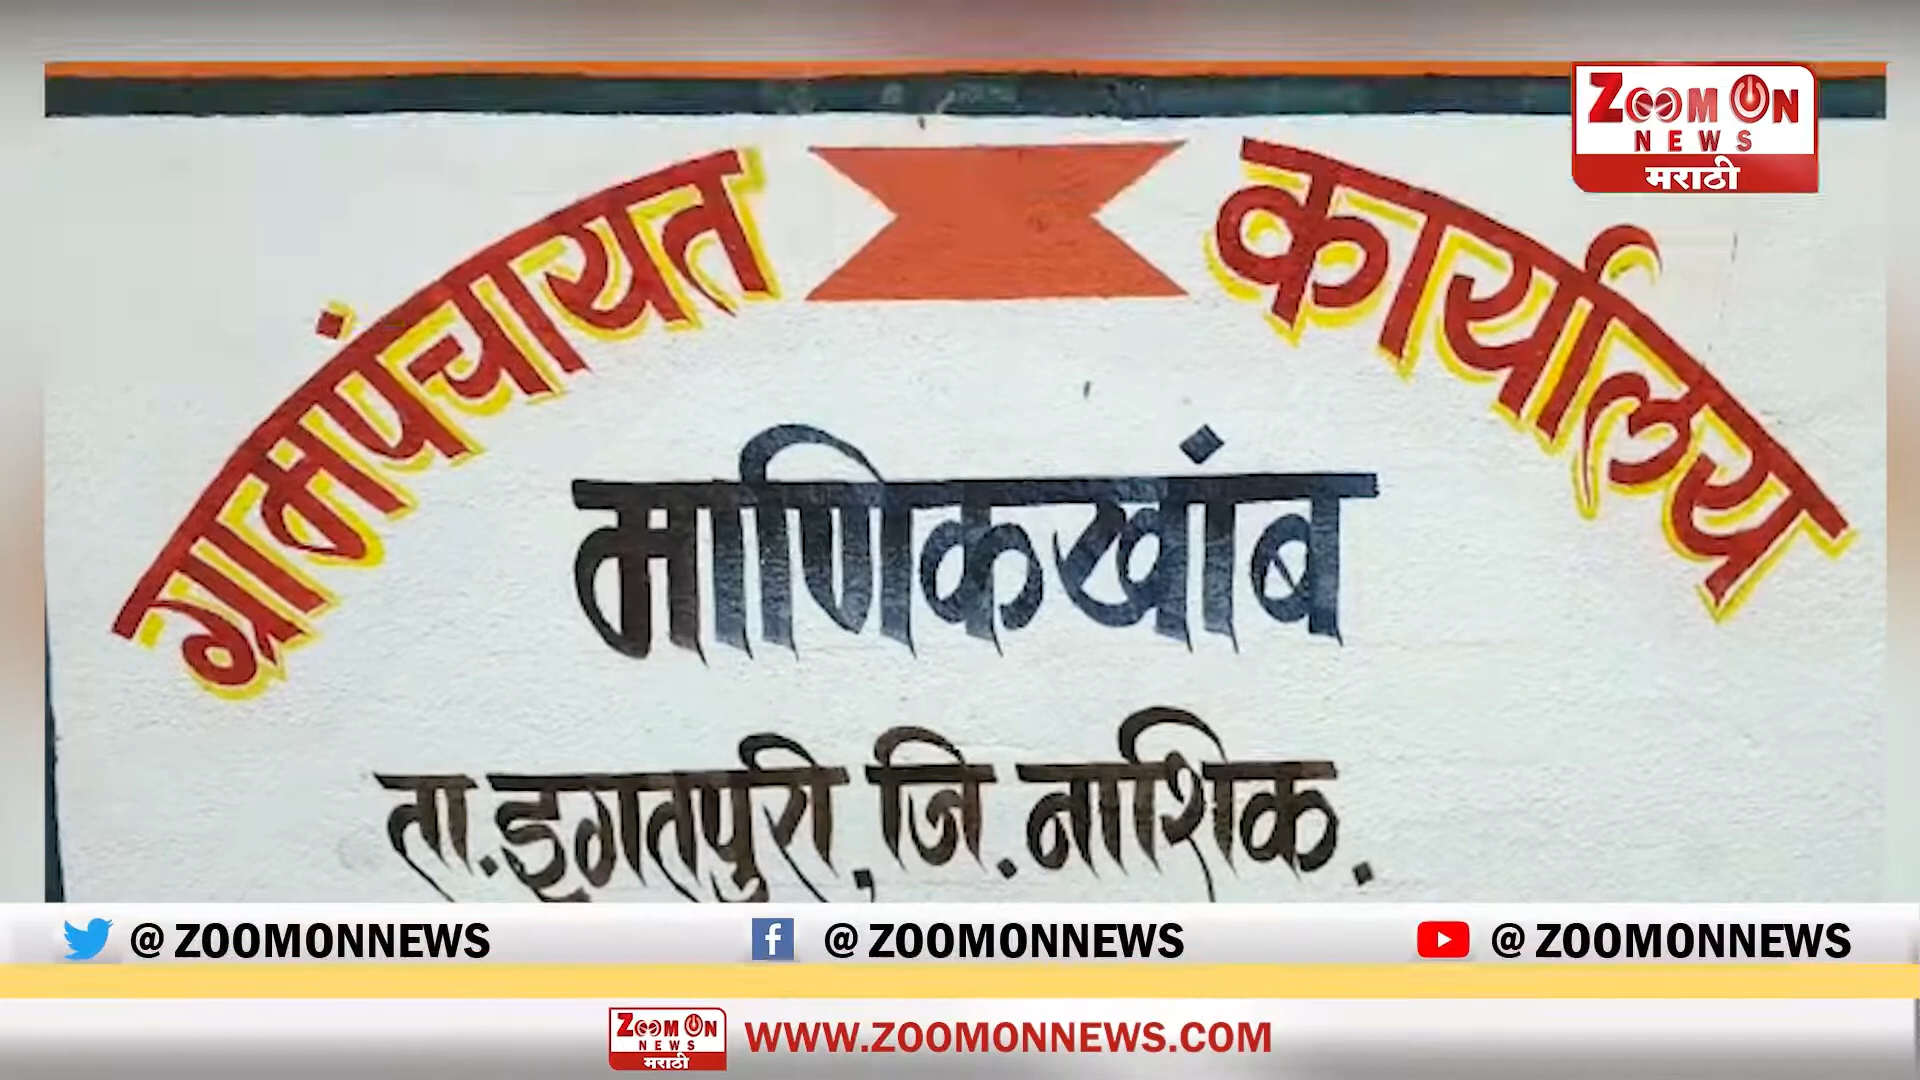 ZOOM ON
NEWS
मराठी
ग्रामपंचायत कार्यालय
माणिकखांब
ता. इगतपुरी, जि. नाशिक.
@ZOOMONNEWS @ZOOMONNEWS @ZOOMONNEWS
ZOOM ON
NEWS
मराठी
WWW.ZOOMONNEWS.COM